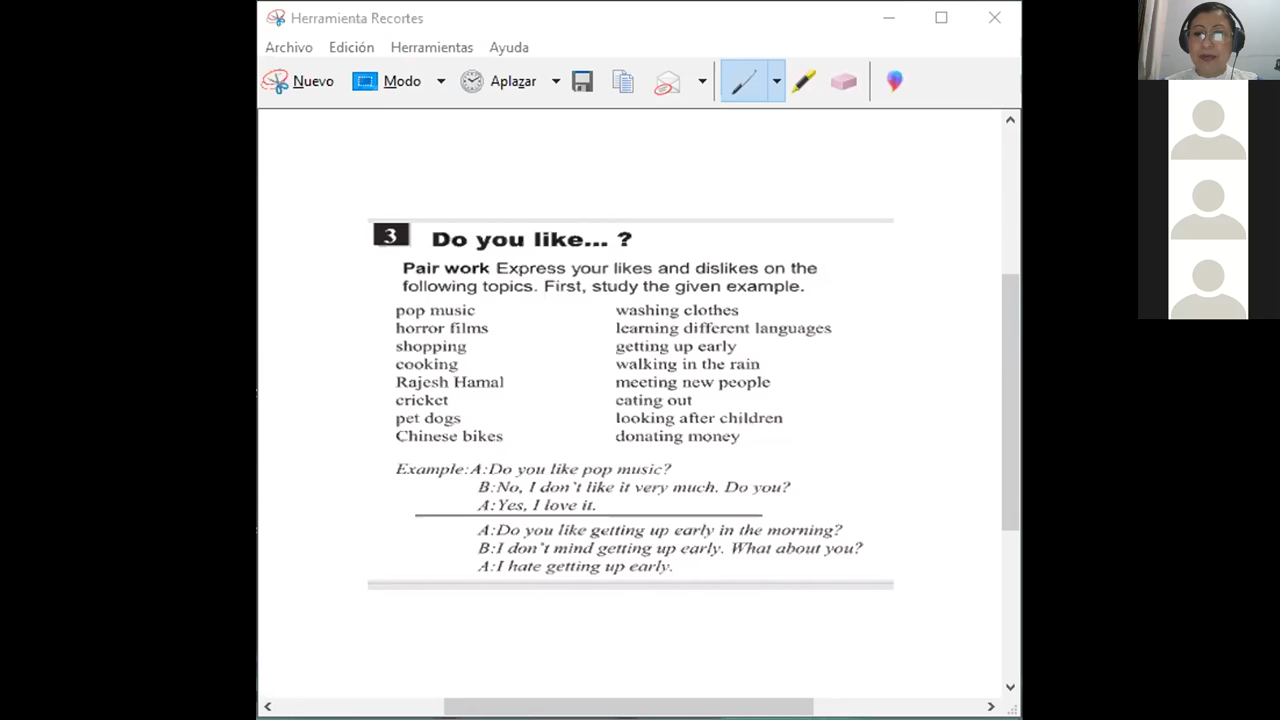 Herramienta Recortes
Archivo Edición Herramientas Ayuda
Nuevo Modo Aplazar
3 Do you like... ?
Pair work Express your likes and dislikes on the
following topics. First, study the given example.
pop music washing clothes
horror films learning different languages
shopping getting up early
cooking walking in the rain
Rajesh Hamal meeting new people
cricket eating out
pet dogs looking after children
Chinese bikes donating money
Example: A: Do you like pop music?
B: No, I don't like it very much. Do you?
A: Yes, I love it.
A: Do you like getting up early in the morning?
B: I don't mind getting up early. What about you?
A: I hate getting up early.